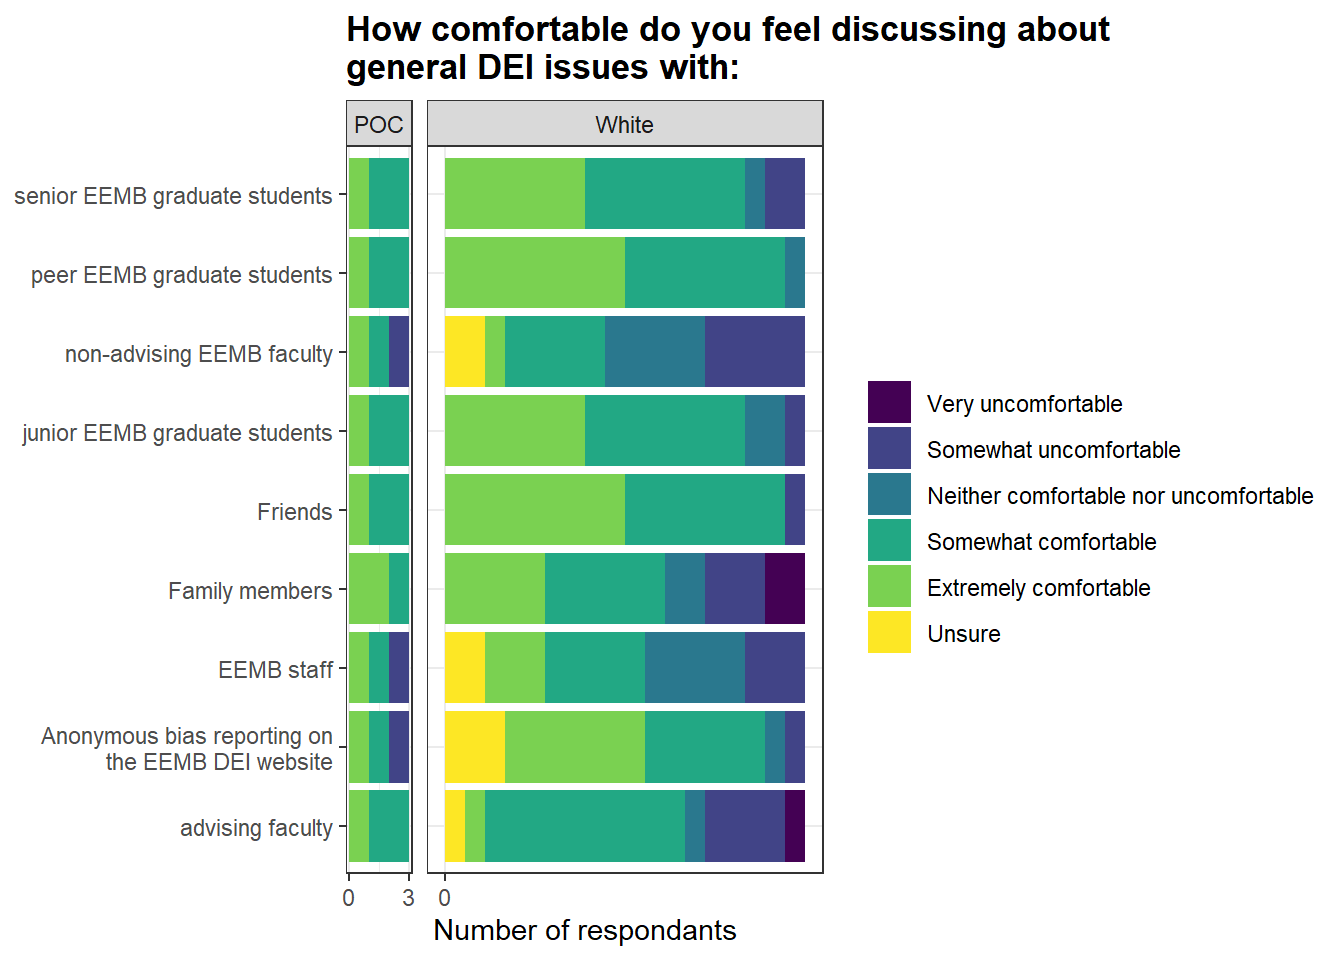 How comfortable do you feel discussing about
general DEI issues with:
POC
White
senior EEMB graduate students
peer EEMB graduate students
non-advising EEMB faculty
junior EEMB graduate students
Friends
Family members
EEMB staff
Anonymous bias reporting on
the EEMB DEI website
advising faculty
0
3
0
Number of respondants
Very uncomfortable
Somewhat uncomfortable
Neither comfortable nor uncomfortable
Somewhat comfortable
Extremely comfortable
Unsure